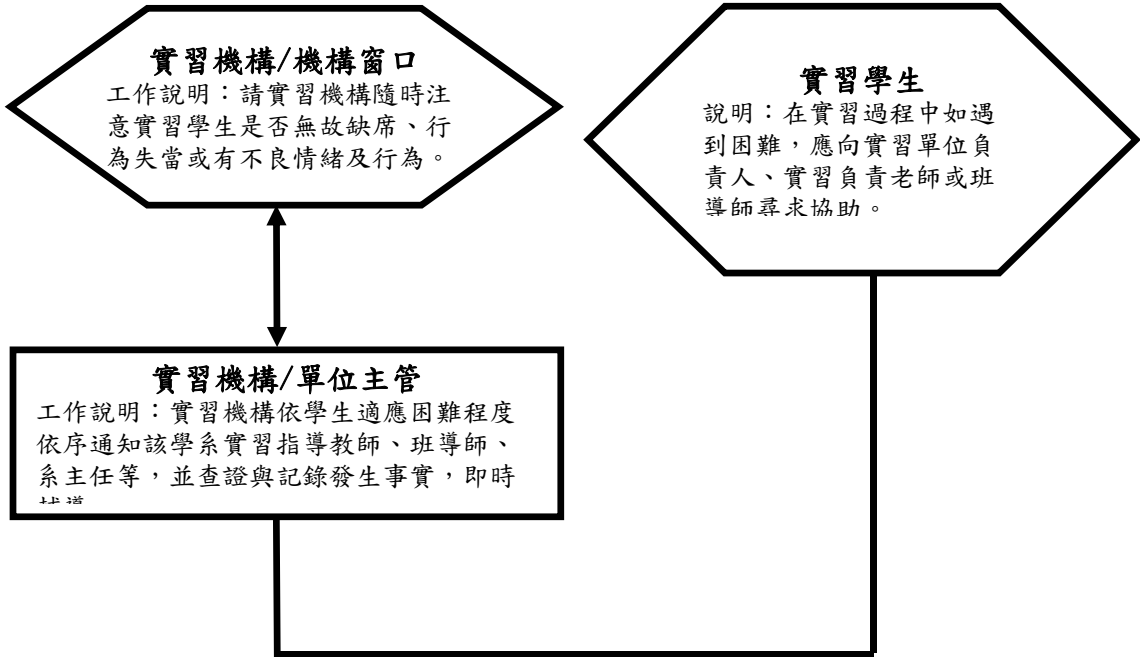 實習機構/機構窗口
工作說明：請實習機構隨時注
意實習學生是否無故缺席、行
為失當或有不良情緒及行為。
實習學生
說明：在實習過程中如遇
到困難，應向實習單位負
責人、實習負責老師或班
導師尋求協助。
實習機構/單位主管
工作說明：實習機構依學生適應困難程度
依序通知該學系實習指導教師、班導師、
系主任等，並查證與記錄發生事實，即時